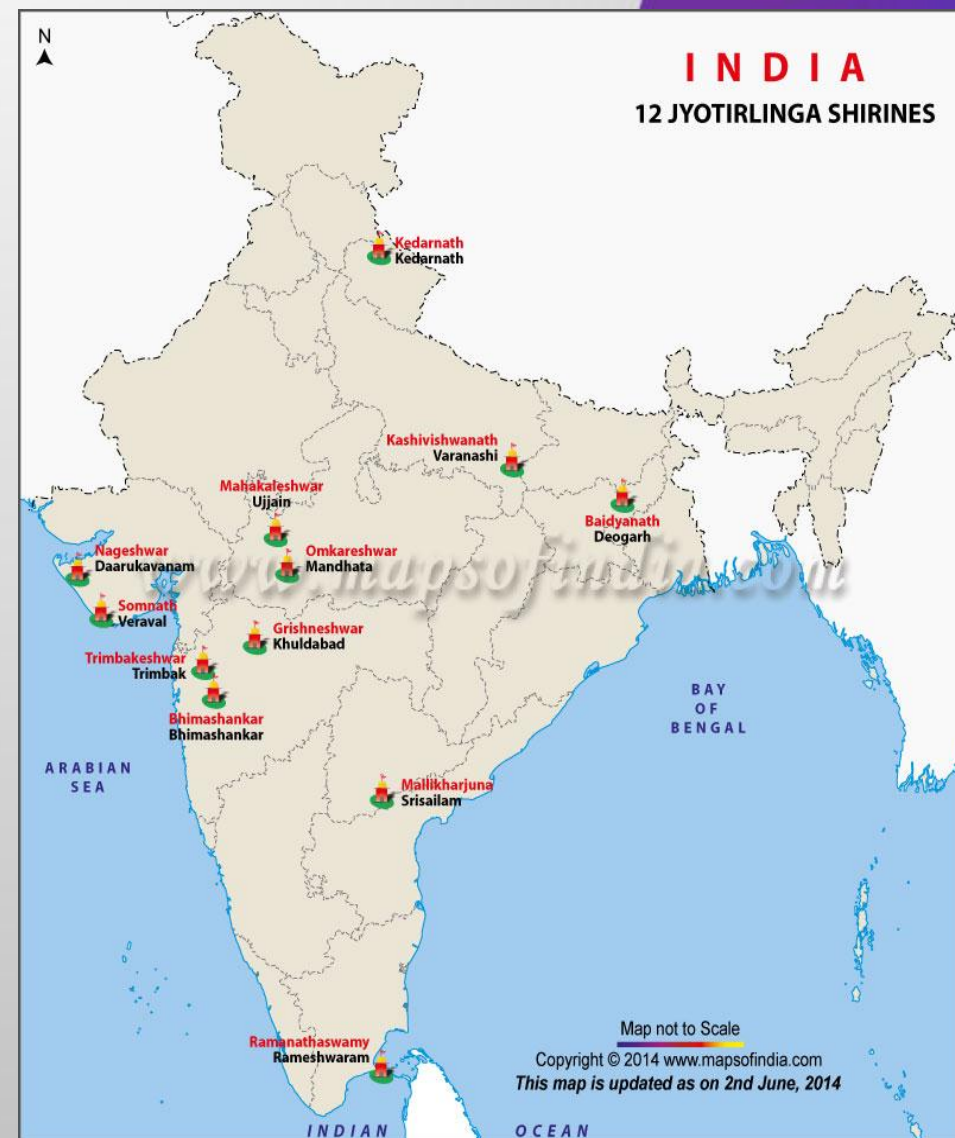 N
I N D I A
12 JYOTIRLINGA SHIRINES
Kedarnath
Kedarnath
Kashivishwanath
Varanashi
Mahakaleshwar
Ujjain
Baidyanath
Deogarh
Nageshwar
Daarukavanam
Omkareshwar
Mandhata
www.mapsofindia.com
Somnath
Veraval
Grishneshwar
Khuldabad
Trimbakeshwar
Trimbak
Bhimashankar
Bhimashankar
BAY
OF
BENGAL
ARABIAN
SEA
Mallikharjuna
Srisailam
Ramanathaswamy
Rameshwaram
Map not to Scale
Copyright © 2014 www.mapsofindia.com
This map is updated as on 2nd June, 2014
INDIAN OCEAN